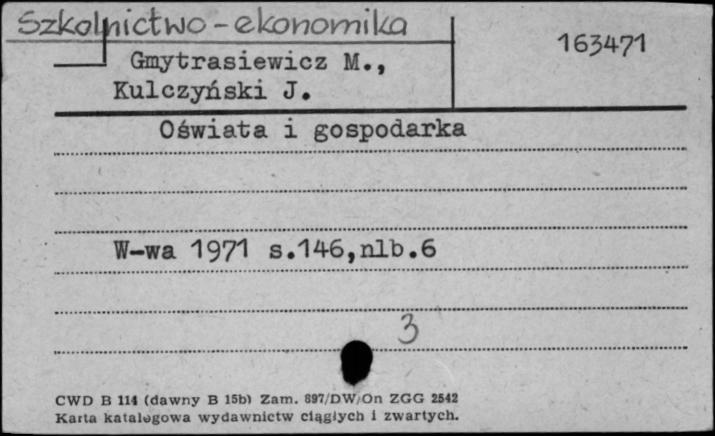 Szkolnictwo - ekonomika
163471
Gmytrasiewicz M.,
Kulczyński J.
Oświata i gospodarka
W-wa 1971 s.146,nlb.6
3
CWD B 114 (dawny B 15b) Zam. 897/DW/On ZGG 2542
Karta katalogowa wydawnictw ciągłych i zwartych.